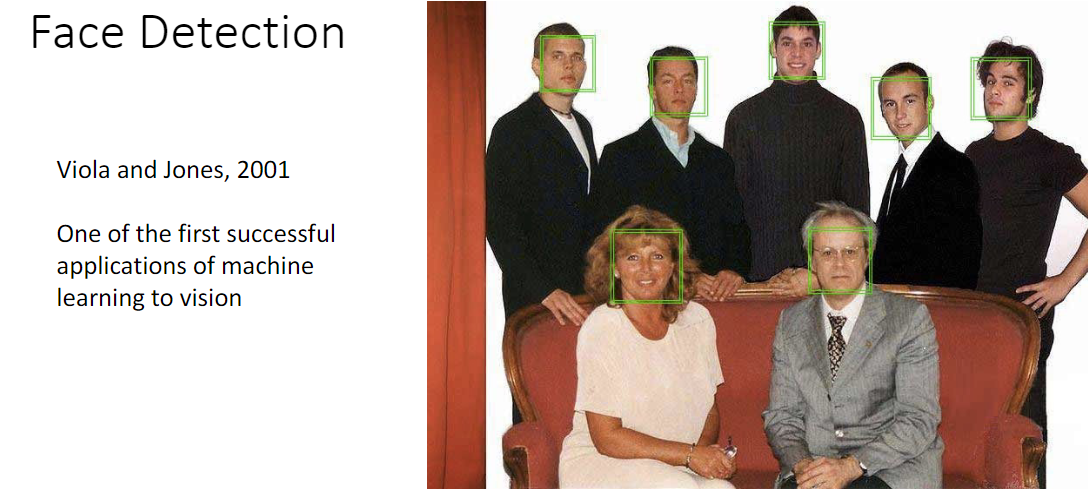 Face Detection
Viola and Jones, 2001
One of the first successful
applications of machine
learning to vision